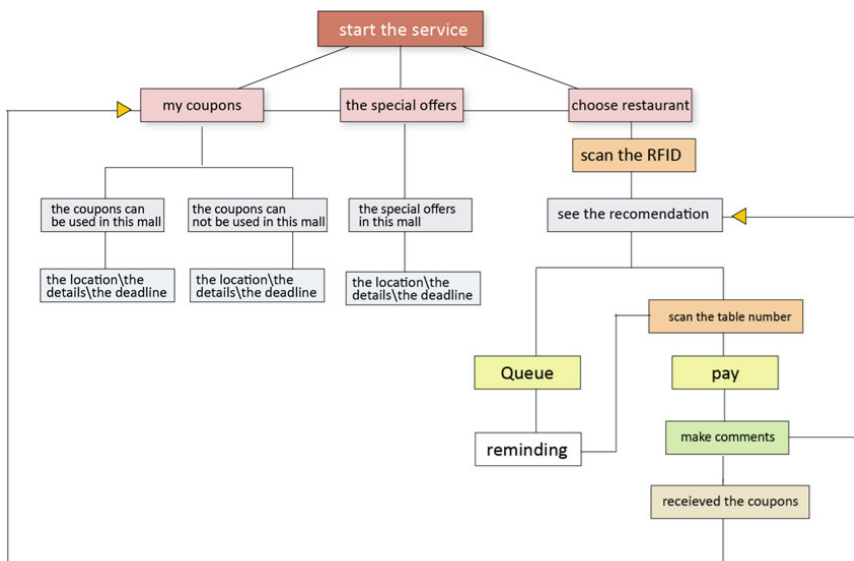 start the service
my coupons
the special offers
choose restaurant
scan the RFID
the coupons can
be used in this mall
the coupons can
not be used in this mall
the special offers
in this mall
see the recomendation
the location\the
details\the deadline
the location\the
details\the deadline
the location\the
details\the deadline
scan the table number
Queue
pay
make comments
reminding
receieved the coupons